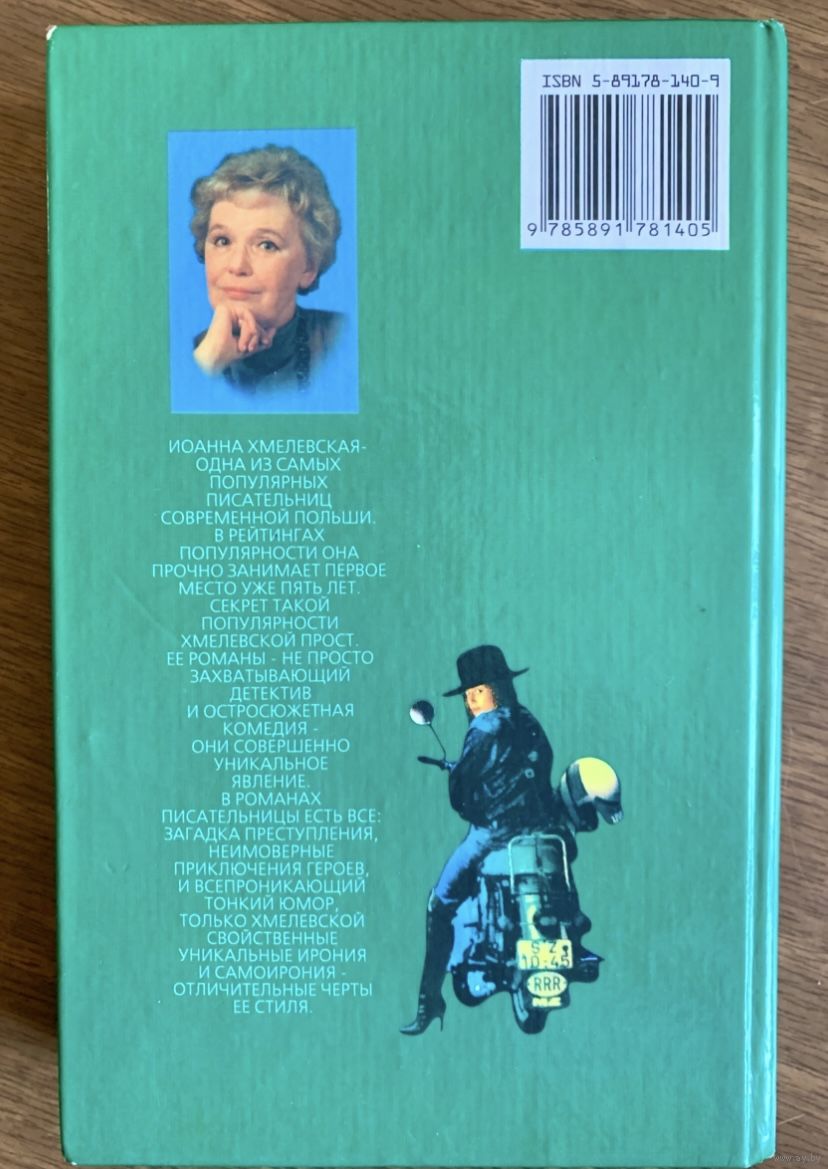 ISBN 5-89178-140-9
9 785891 781405
ИОАННА ХМЕЛЕВСКАЯ-
ОДНА ИЗ САМЫХ
ПОПУЛЯРНЫХ
ПИСАТЕЛЬНИЦ
СОВРЕМЕННОЙ ПОЛЬШИ.
В РЕЙТИНГАХ
ПОПУЛЯРНОСТИ ОНА
ПРОЧНО ЗАНИМАЕТ ПЕРВОЕ
МЕСТО УЖЕ ПЯТЬ ЛЕТ.
СЕКРЕТ ТАКОЙ
ПОПУЛЯРНОСТИ
ХМЕЛЕВСКОЙ ПРОСТ.
ЕЕ РОМАНЫ - НЕ ПРОСТО
ЗАХВАТЫВАЮЩИЙ
ДЕТЕКТИВ
И ОСТРОСЮЖЕТНАЯ
КОМЕДИЯ -
ОНИ СОВЕРШЕННО
УНИКАЛЬНОЕ
ЯВЛЕНИЕ.
В РОМАНАХ
ПИСАТЕЛЬНИЦЫ ЕСТЬ ВСЕ:
ЗАГАДКА ПРЕСТУПЛЕНИЯ,
НЕИМОВЕРНЫЕ
ПРИКЛЮЧЕНИЯ ГЕРОЕВ,
И ВСЕПРОНИКАЮЩИЙ
ТОНКИЙ ЮМОР,
ТОЛЬКО ХМЕЛЕВСКОЙ
СВОЙСТВЕННЫЕ
УНИКАЛЬНЫЕ ИРОНИЯ
И САМОИРОНИЯ -
ОТЛИЧИТЕЛЬНЫЕ ЧЕРТЫ
ЕЕ СТИЛЯ.
S Z
10-45
RRR